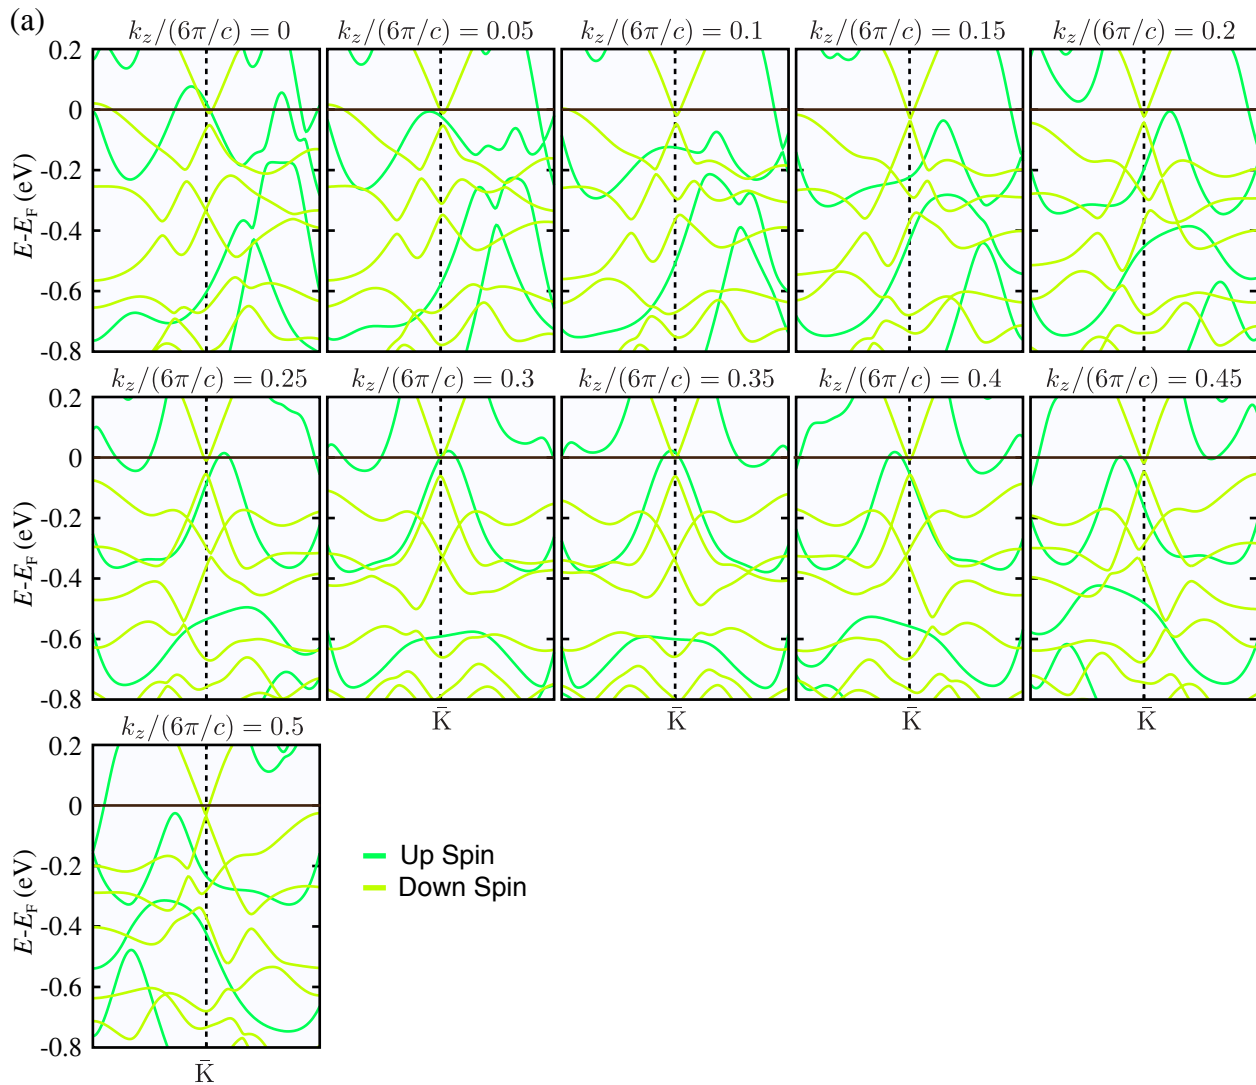 (a)
k_z/(6π/c) = 0 k_z/(6π/c) = 0.05 k_z/(6π/c) = 0.1 k_z/(6π/c) = 0.15 k_z/(6π/c) = 0.2
0.2
0
-0.2
-0.4
-0.6
-0.8
E-E_F (eV)
k_z/(6π/c) = 0.25 k_z/(6π/c) = 0.3 k_z/(6π/c) = 0.35 k_z/(6π/c) = 0.4 k_z/(6π/c) = 0.45
0.2
0
-0.2
-0.4
-0.6
-0.8
E-E_F (eV)
K̄ K̄ K̄ K̄
k_z/(6π/c) = 0.5
0.2
0
-0.2
-0.4
-0.6
-0.8
E-E_F (eV)
K̄
Up Spin
Down Spin